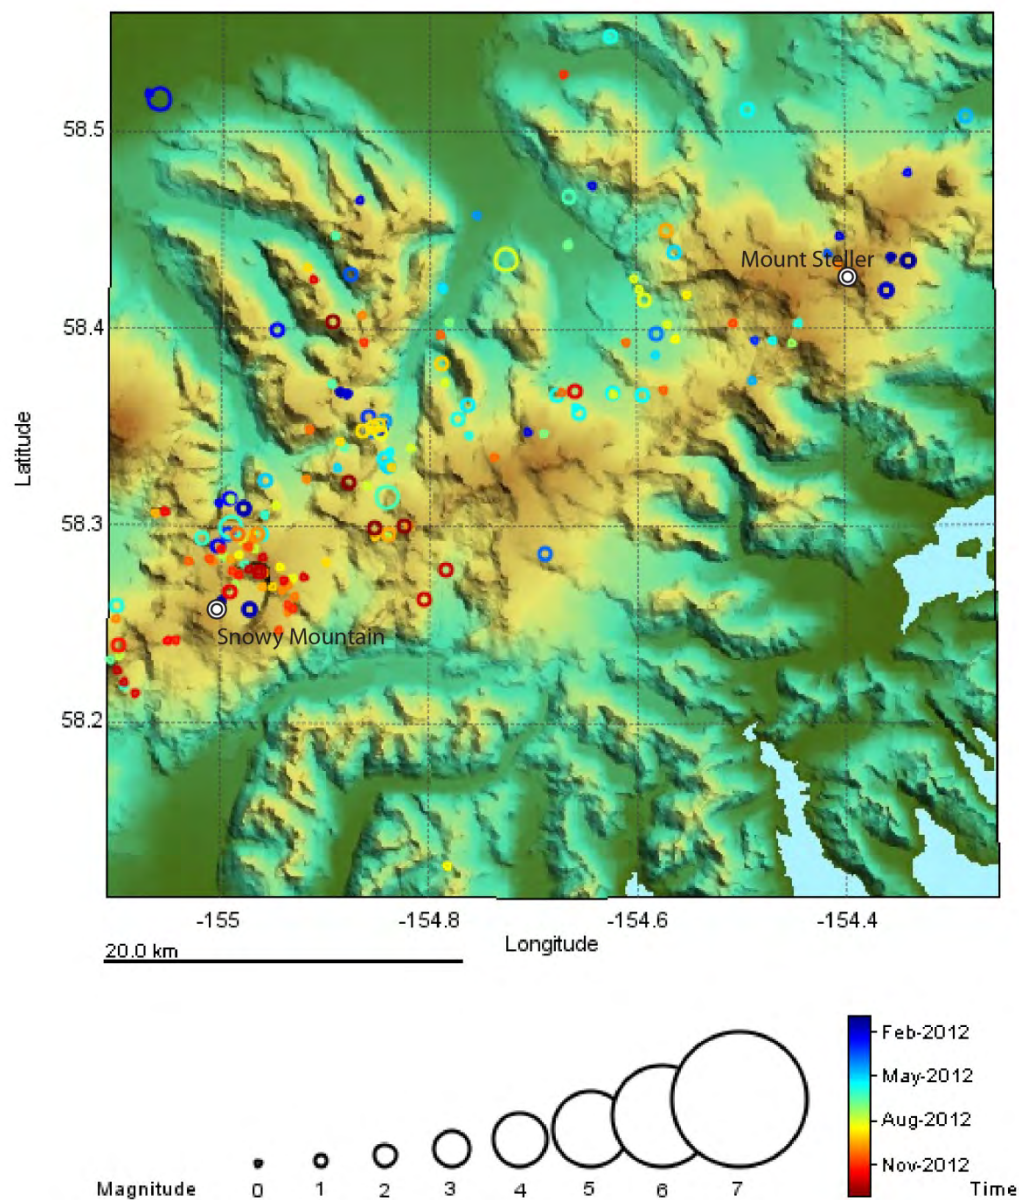 58.5
Mount Steller
58.4
Latitude
58.3
Snowy Mountain
58.2
-155 -154.8 -154.6 -154.4
Longitude
20.0 km
Feb-2012
May-2012
Aug-2012
Nov-2012
Magnitude 0 1 2 3 4 5 6 7 Time